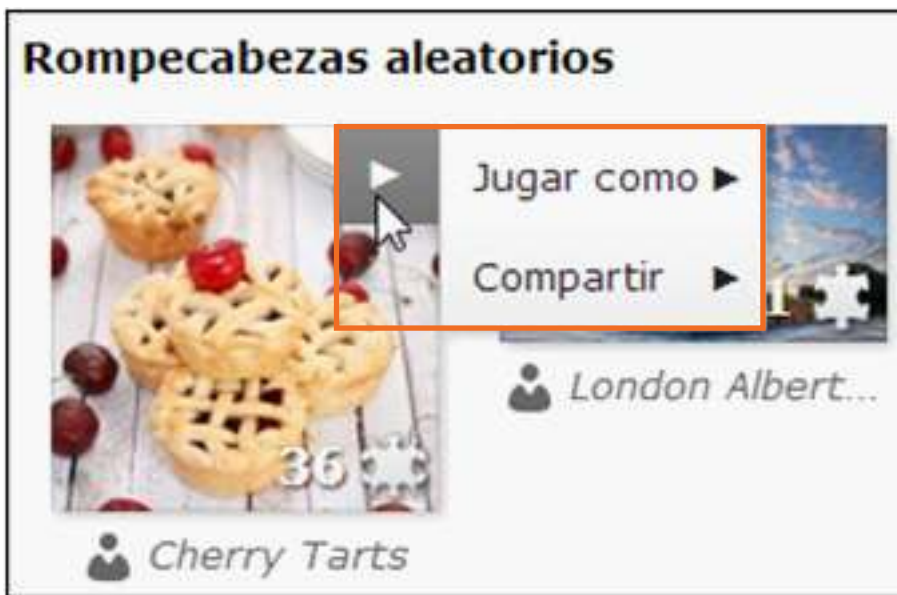 Rompecabezas aleatorios
Jugar como
Compartir
36
London Albert...
Cherry Tarts